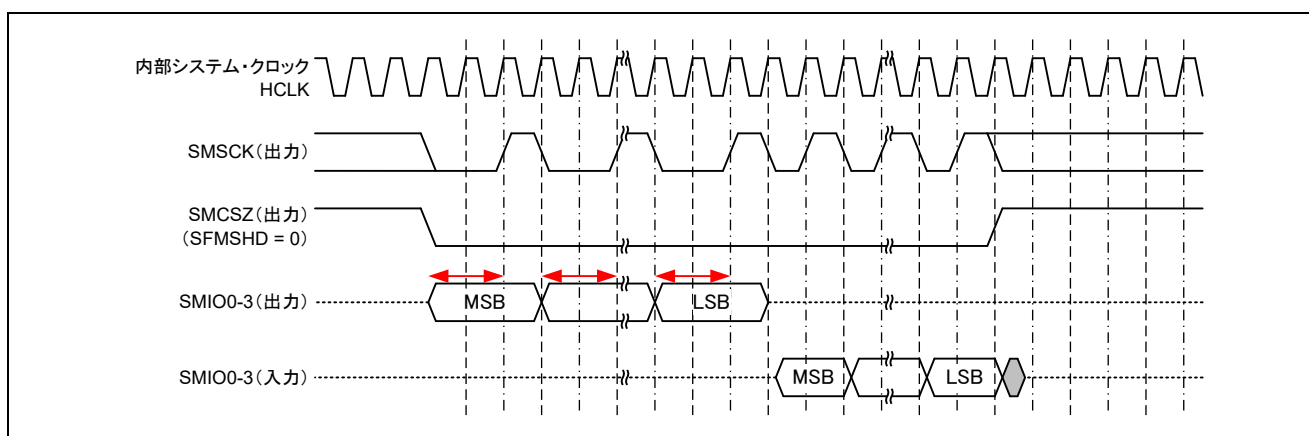 内部システム・クロック
HCLK
SMSCK(出力)
SMCSZ(出力)
(SFMSHD = 0)
SMIO0-3(出力)
MSB
LSB
SMIO0-3(入力)
MSB
LSB